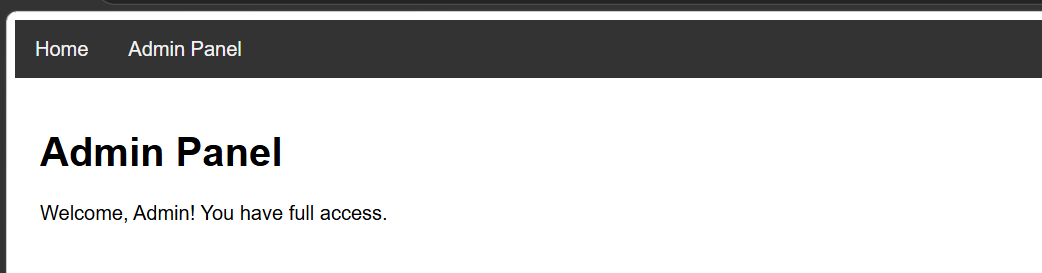 Home Admin Panel
Admin Panel
Welcome, Admin! You have full access.